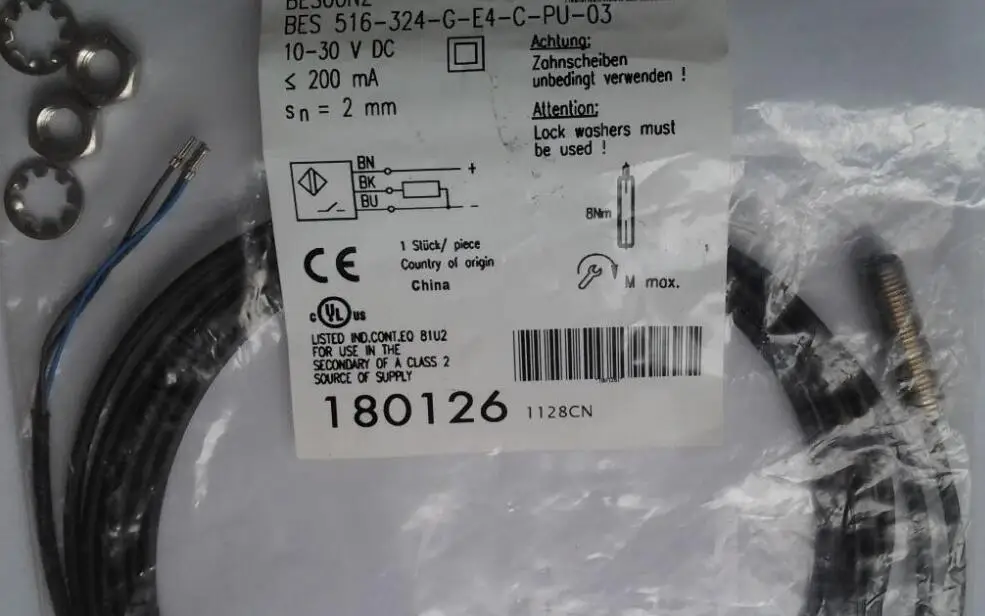 BES 516-324-G-E4-C-PU-03
10-30 V DC
≤ 200 mA
sn = 2 mm
Achtung:
Zahnscheiben
unbedingt verwenden !
Attention:
Lock washers must
be used !
BN
+
BK
BU
-
8Nm
M max.
CE
1 Stück/ piece
Country of origin
China
c UL us
LISTED IND.CONT.EQ 81U2
FOR USE IN THE
SECONDARY OF A CLASS 2
SOURCE OF SUPPLY
180126 1128CN